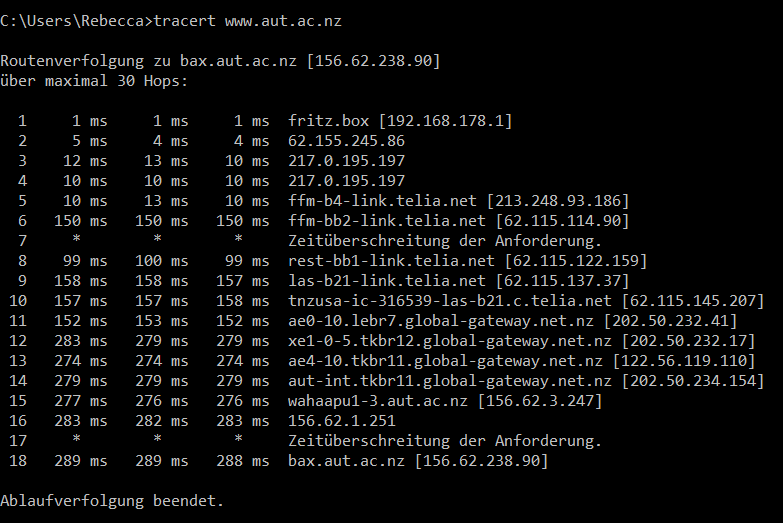 C:\Users\Rebecca>tracert www.aut.ac.nz
Routenverfolgung zu bax.aut.ac.nz [156.62.238.90]
über maximal 30 Hops:
1 1 ms 1 ms 1 ms fritz.box [192.168.178.1]
2 5 ms 4 ms 4 ms 62.155.245.86
3 12 ms 13 ms 10 ms 217.0.195.197
4 10 ms 10 ms 10 ms 217.0.195.197
5 10 ms 13 ms 10 ms ffm-b4-link.telia.net [213.248.93.186]
6 150 ms 150 ms 150 ms ffm-bb2-link.telia.net [62.115.114.90]
7 * * * Zeitüberschreitung der Anforderung.
8 99 ms 100 ms 99 ms rest-bb1-link.telia.net [62.115.122.159]
9 158 ms 158 ms 157 ms las-b21-link.telia.net [62.115.137.37]
10 157 ms 157 ms 158 ms tnzusa-ic-316539-las-b21.c.telia.net [62.115.145.207]
11 152 ms 153 ms 152 ms ae0-10.lebr7.global-gateway.net.nz [202.50.232.41]
12 283 ms 279 ms 279 ms xe1-0-5.tkbr12.global-gateway.net.nz [202.50.232.17]
13 274 ms 274 ms 274 ms ae4-10.tkbr11.global-gateway.net.nz [122.56.119.110]
14 279 ms 279 ms 279 ms aut-int.tkbr11.global-gateway.net.nz [202.50.234.154]
15 277 ms 276 ms 276 ms wahaapu1-3.aut.ac.nz [156.62.3.247]
16 283 ms 282 ms 283 ms 156.62.1.251
17 * * * Zeitüberschreitung der Anforderung.
18 289 ms 289 ms 288 ms bax.aut.ac.nz [156.62.238.90]
Ablaufverfolgung beendet.